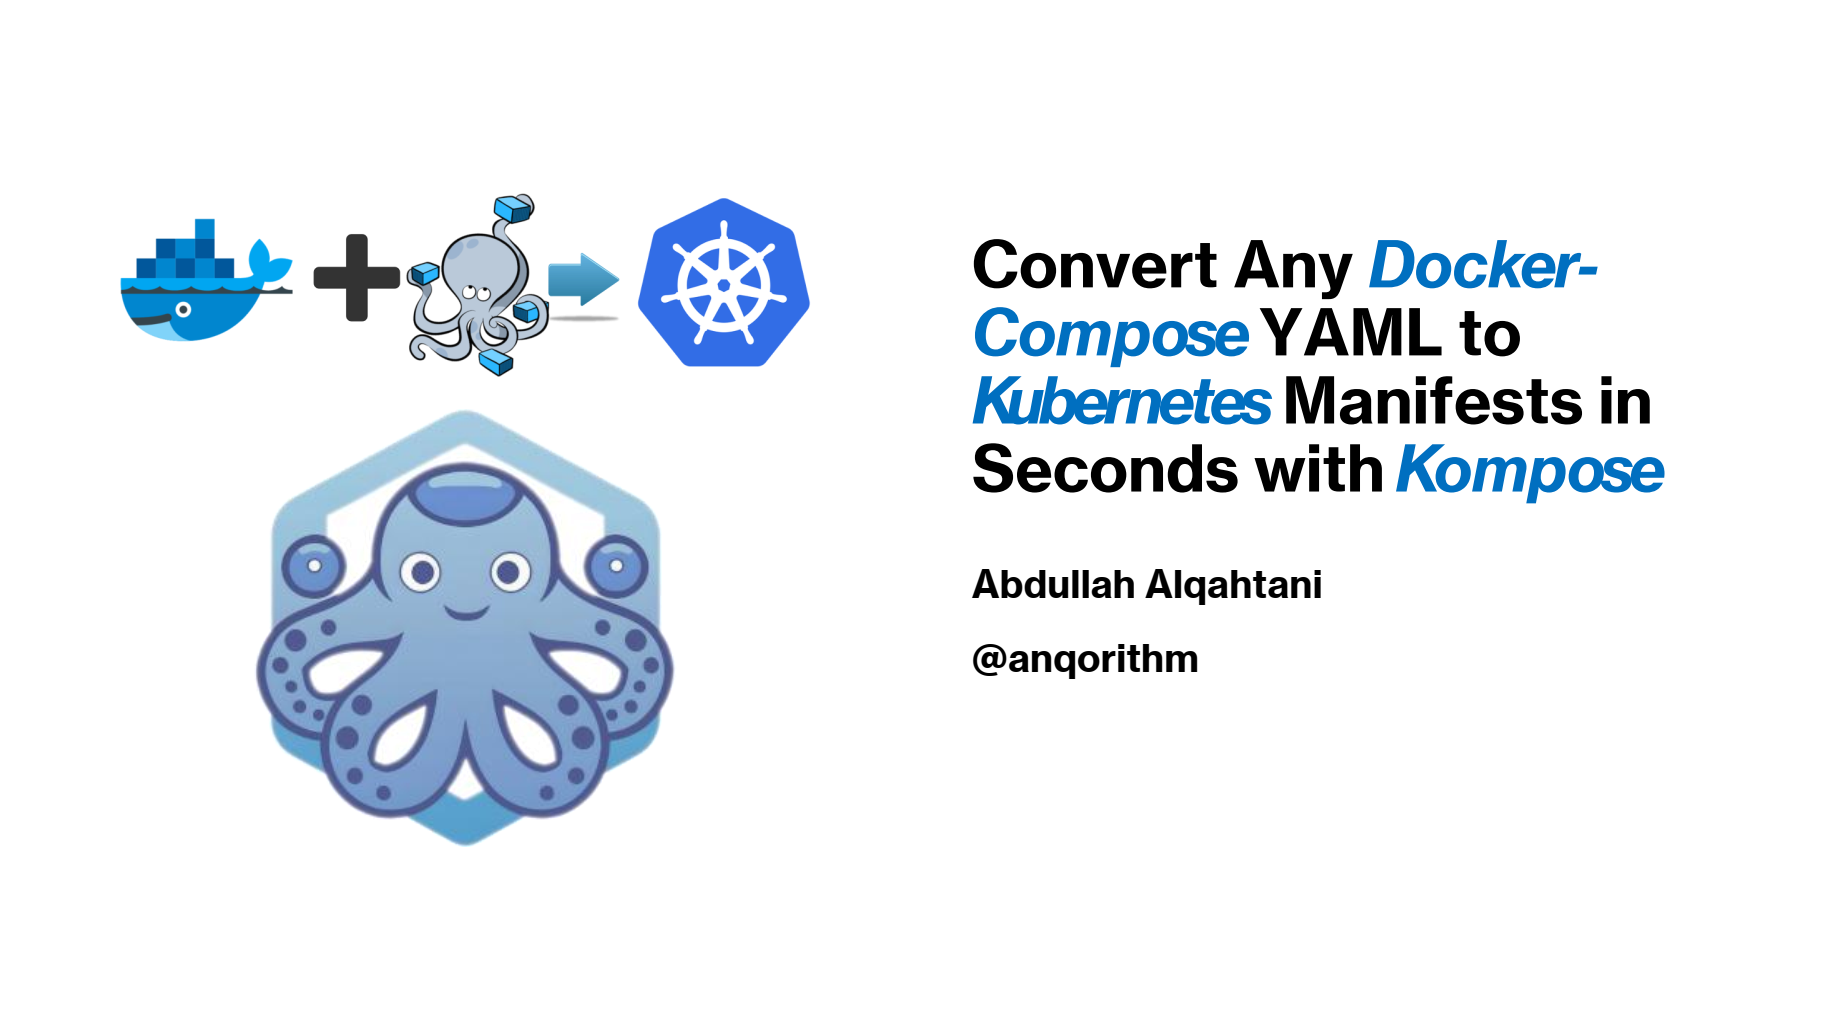 Convert Any Docker-
Compose YAML to
Kubernetes Manifests in
Seconds with Kompose
Abdullah Alqahtani
@anqorithm